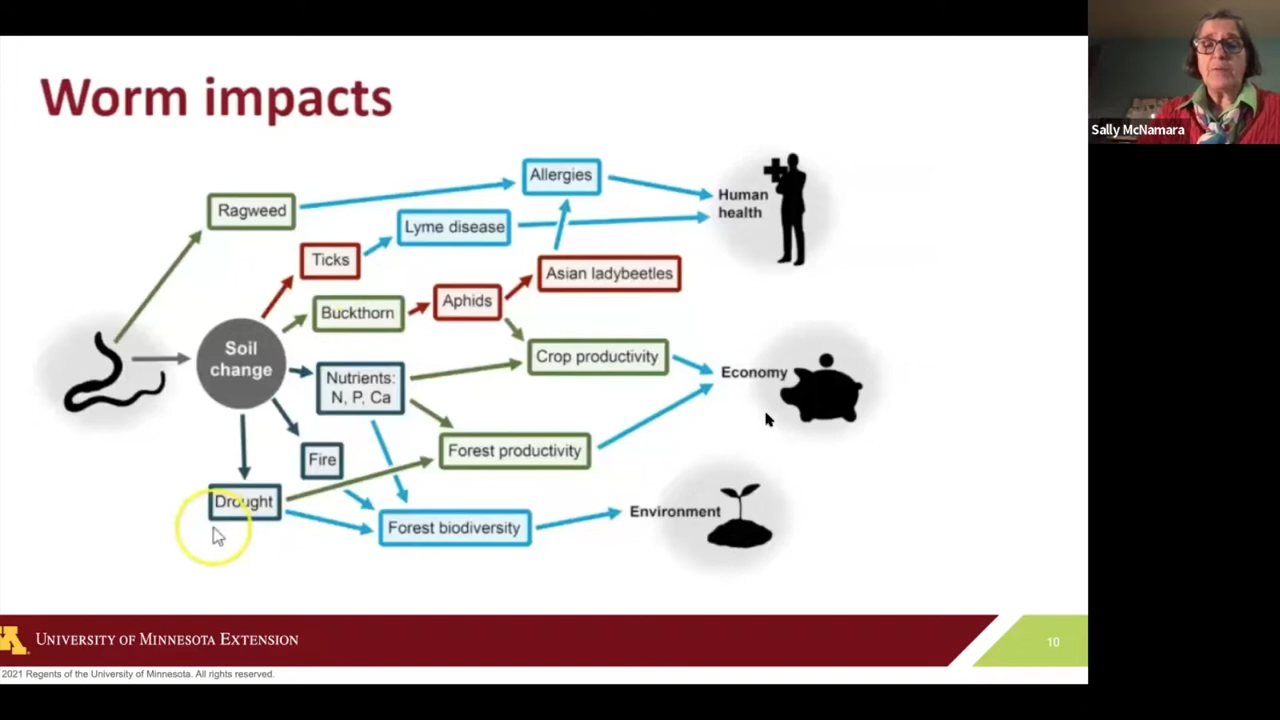 Worm impacts
Sally McNamara
Allergies
Human
health
Ragweed
Lyme disease
Ticks
Asian ladybeetles
Buckthorn
Aphids
Soil
change
Crop productivity
Nutrients:
N, P, Ca
Economy
Forest productivity
Fire
Drought
Forest biodiversity
Environment
UNIVERSITY OF MINNESOTA EXTENSION
10
2021 Regents of the University of Minnesota. All rights reserved.